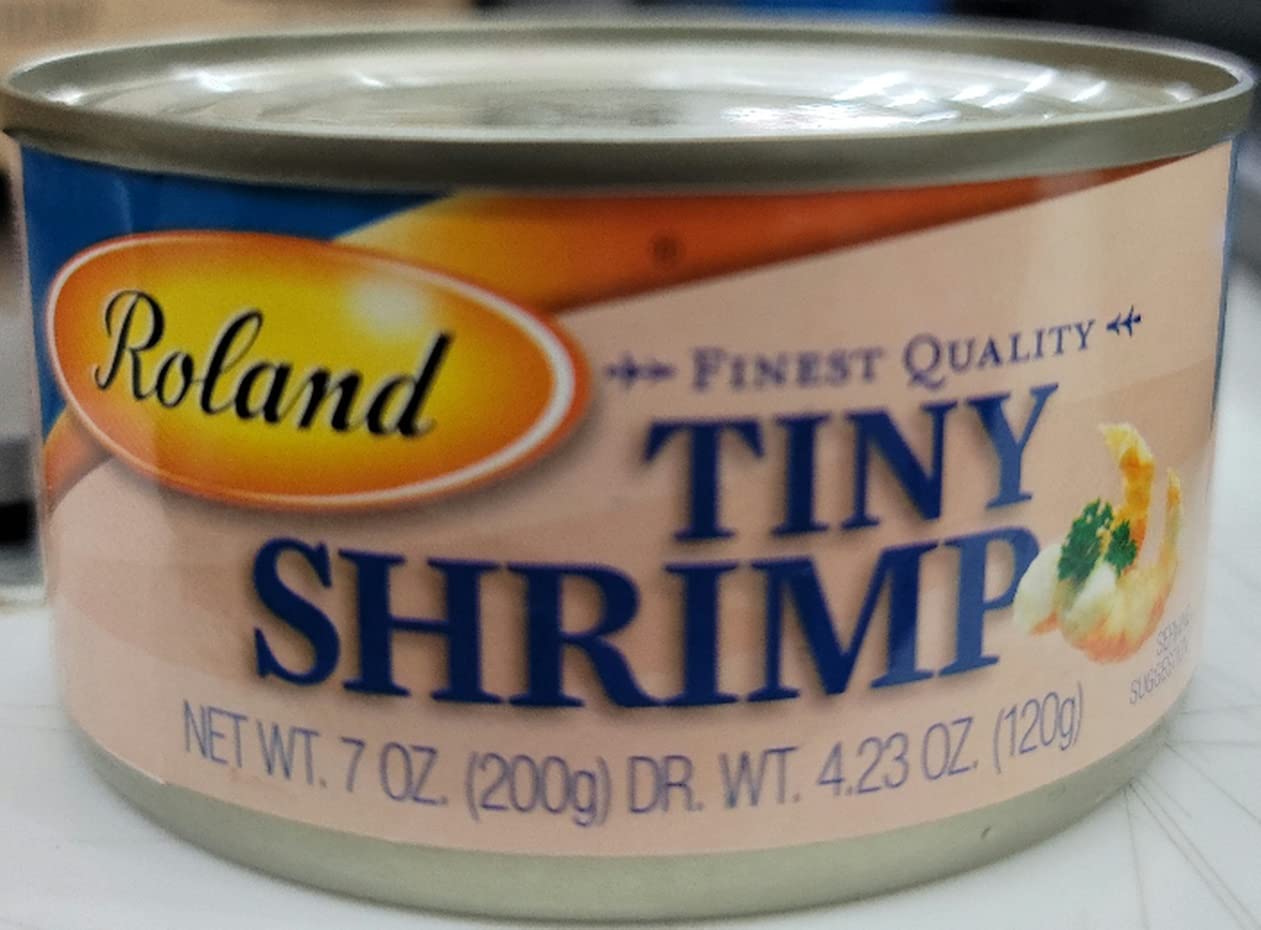 Roland
FINEST QUALITY
TINY
SHRIMP
NET WT. 7 OZ. (200g) DR. WT. 4.23 OZ. (120g)